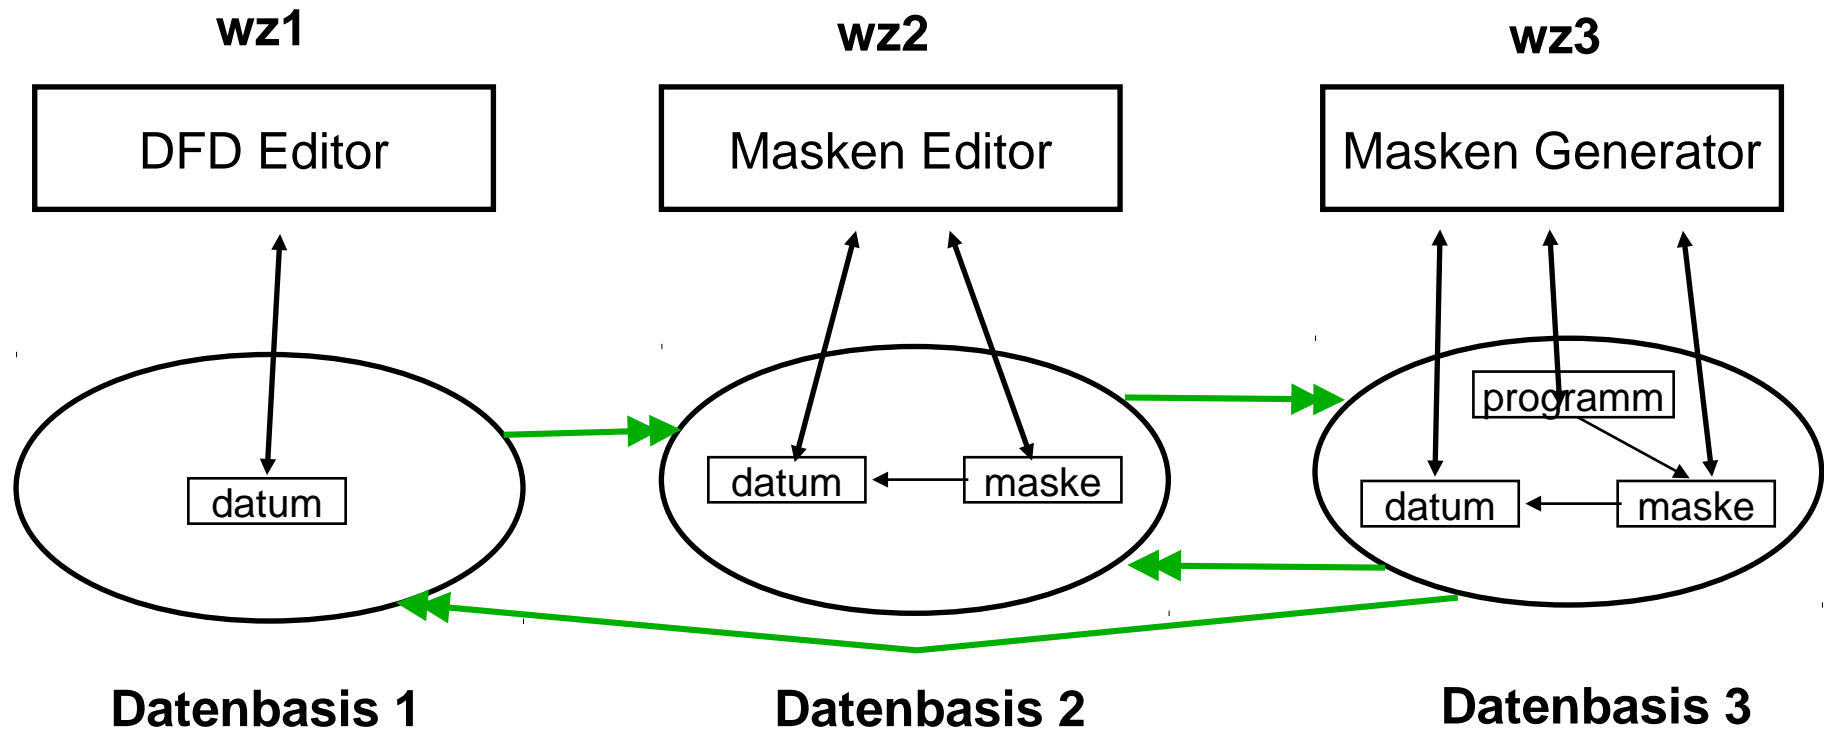 wz1
wz2
wz3
DFD Editor
Masken Editor
Masken Generator
programm
datum
datum
maske
datum
maske
Datenbasis 1
Datenbasis 2
Datenbasis 3